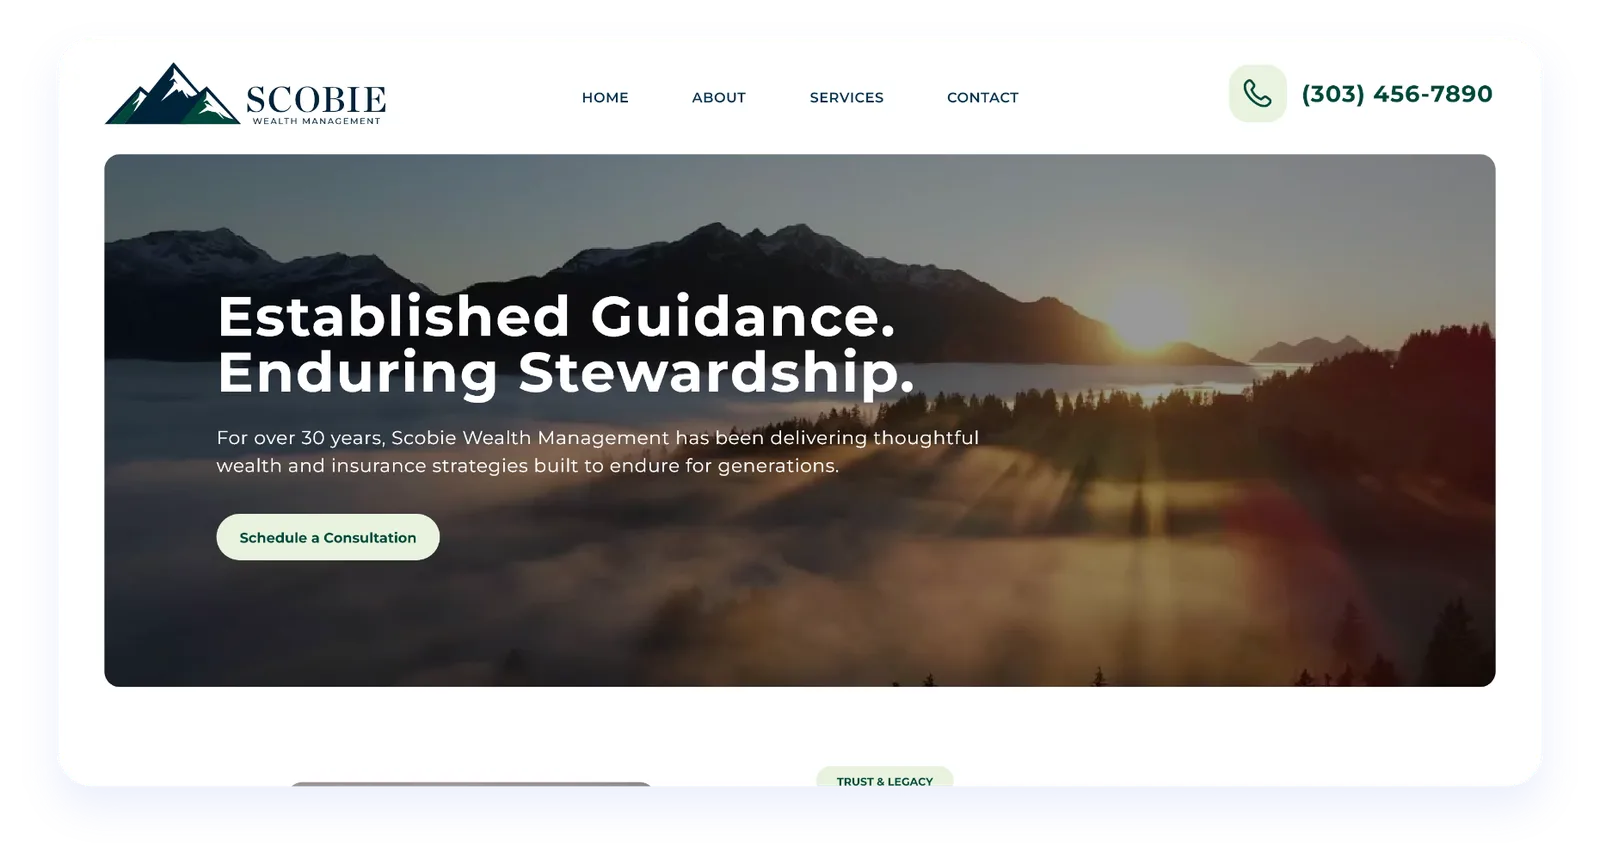 SCOBIE
WEALTH MANAGEMENT
HOME
ABOUT
SERVICES
CONTACT
(303) 456-7890
Established Guidance.
Enduring Stewardship.
For over 30 years, Scobie Wealth Management has been delivering thoughtful
wealth and insurance strategies built to endure for generations.
Schedule a Consultation
TRUST & LEGACY